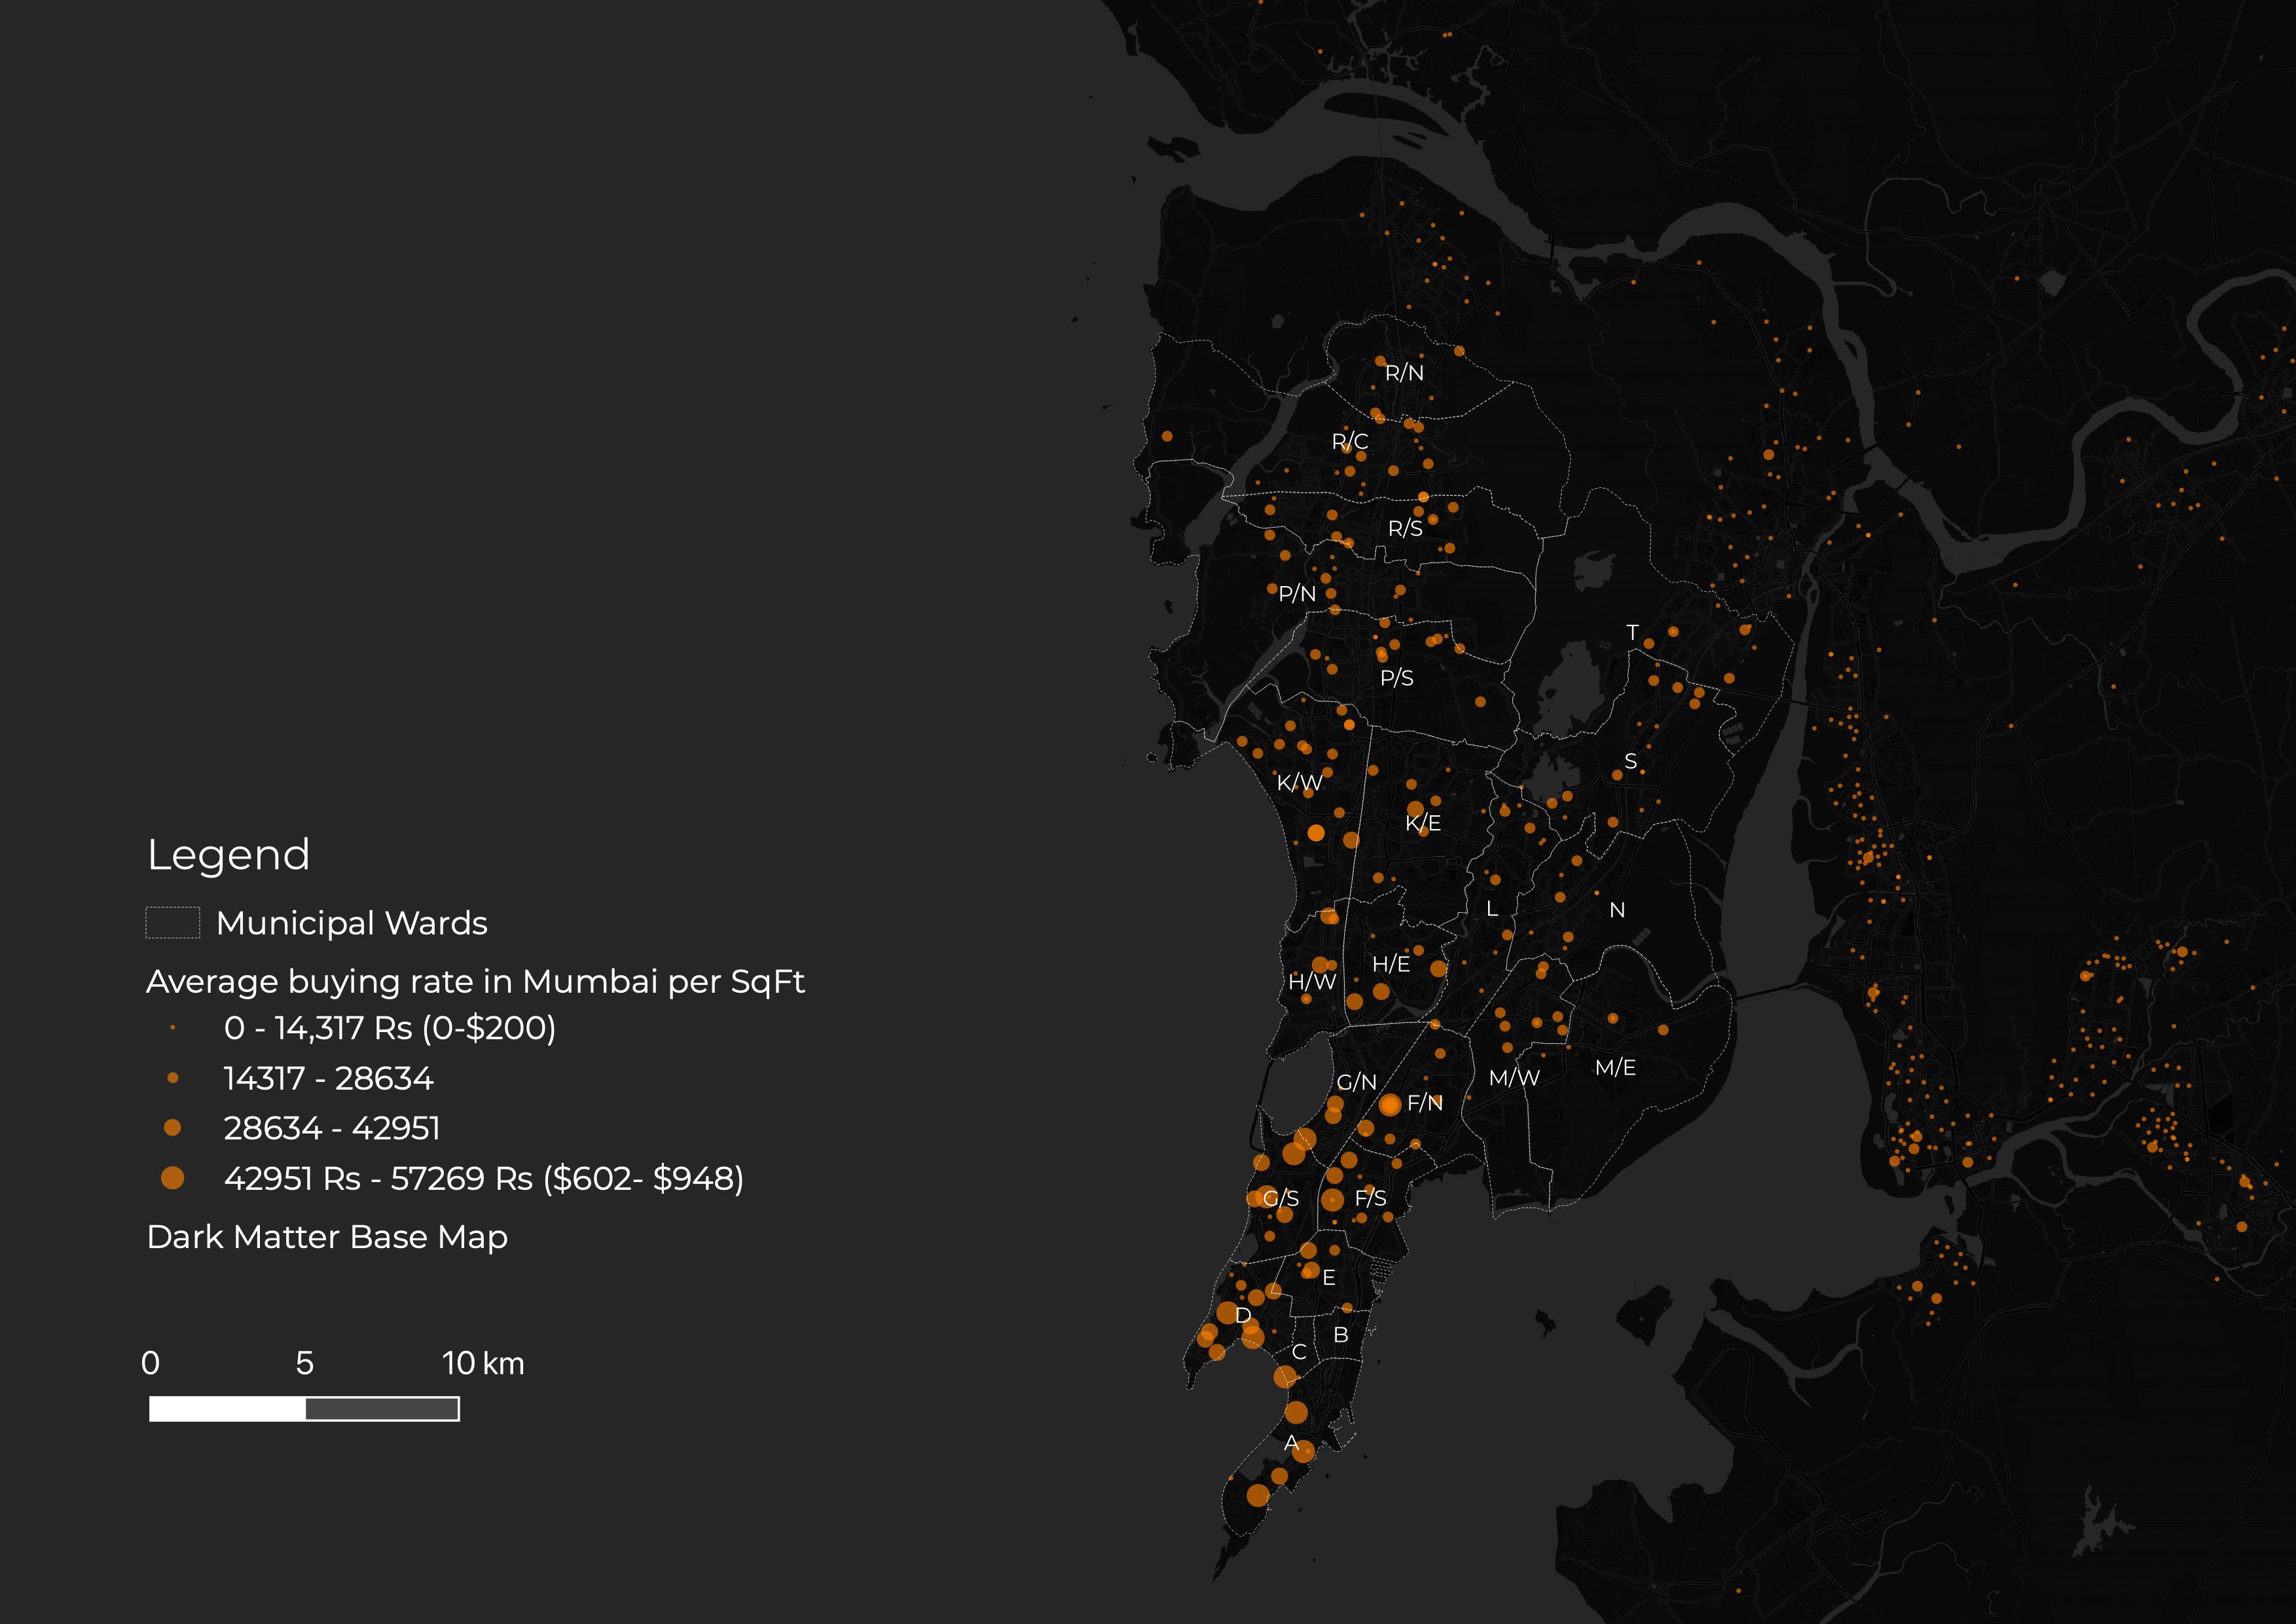 R/N
R/C
R/S
P/N
T
P/S
S
K/W
K/E
Legend
L
N
Municipal Wards
H/E
Average buying rate in Mumbai per SqFt
H/W
0 - 14,317 Rs (0-$200)
M/E
14317 - 28634
G/N
M/W
F/N
28634 - 42951
42951 Rs - 57269 Rs ($602- $948)
G/S
F/S
Dark Matter Base Map
E
D
B
C
0 5 10 km
A